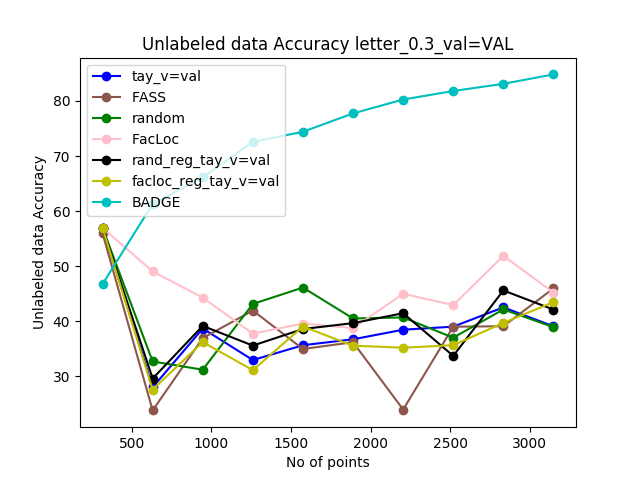 Unlabeled data Accuracy letter_0.3_val=VAL
tay_v=val
FASS
random
FacLoc
rand_reg_tay_v=val
facloc_reg_tay_v=val
BADGE
Unlabeled data Accuracy
80
70
60
50
40
30
500 1000 1500 2000 2500 3000
No of points